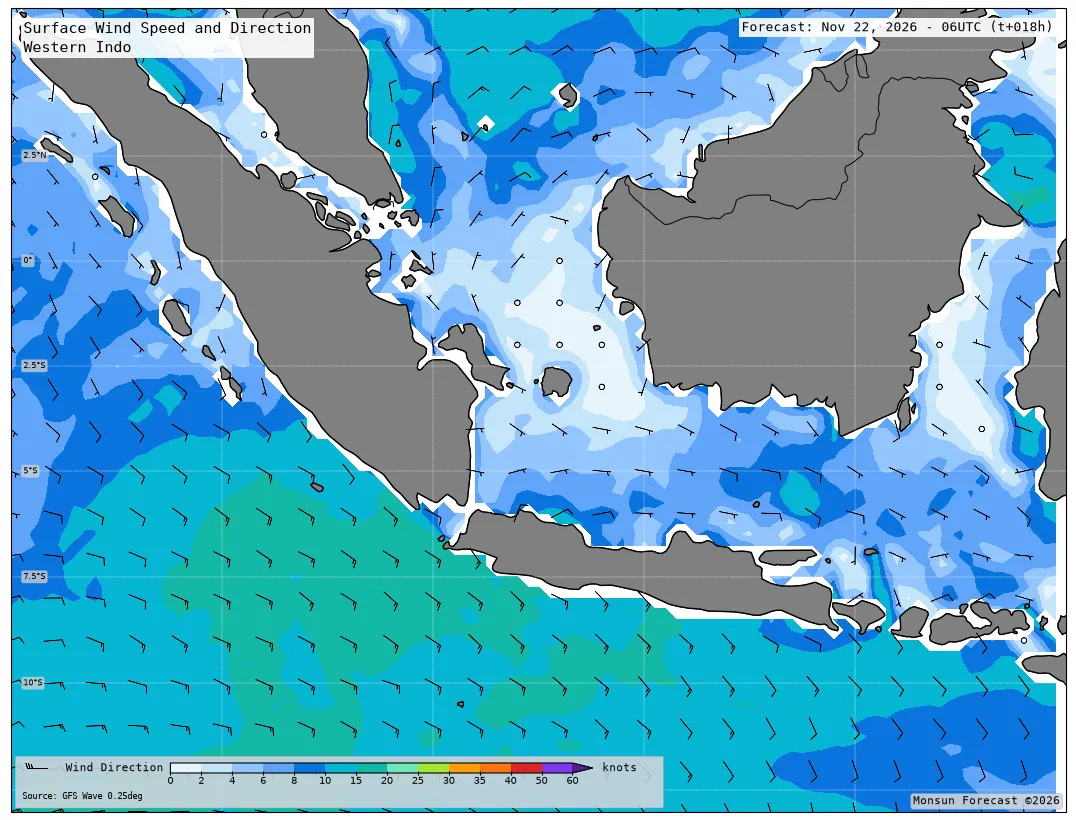 Surface Wind Speed and Direction
Western Indo
Forecast: Nov 22, 2026 - 06UTC (t+018h)
2.5°N
0°
2.5°S
5°S
7.5°S
10°S
Wind Direction
0 2 4 6 8 10 15 20 25 30 35 40 50 60
knots
Source: GFS Wave 0.25deg
Monsun Forecast ©2026